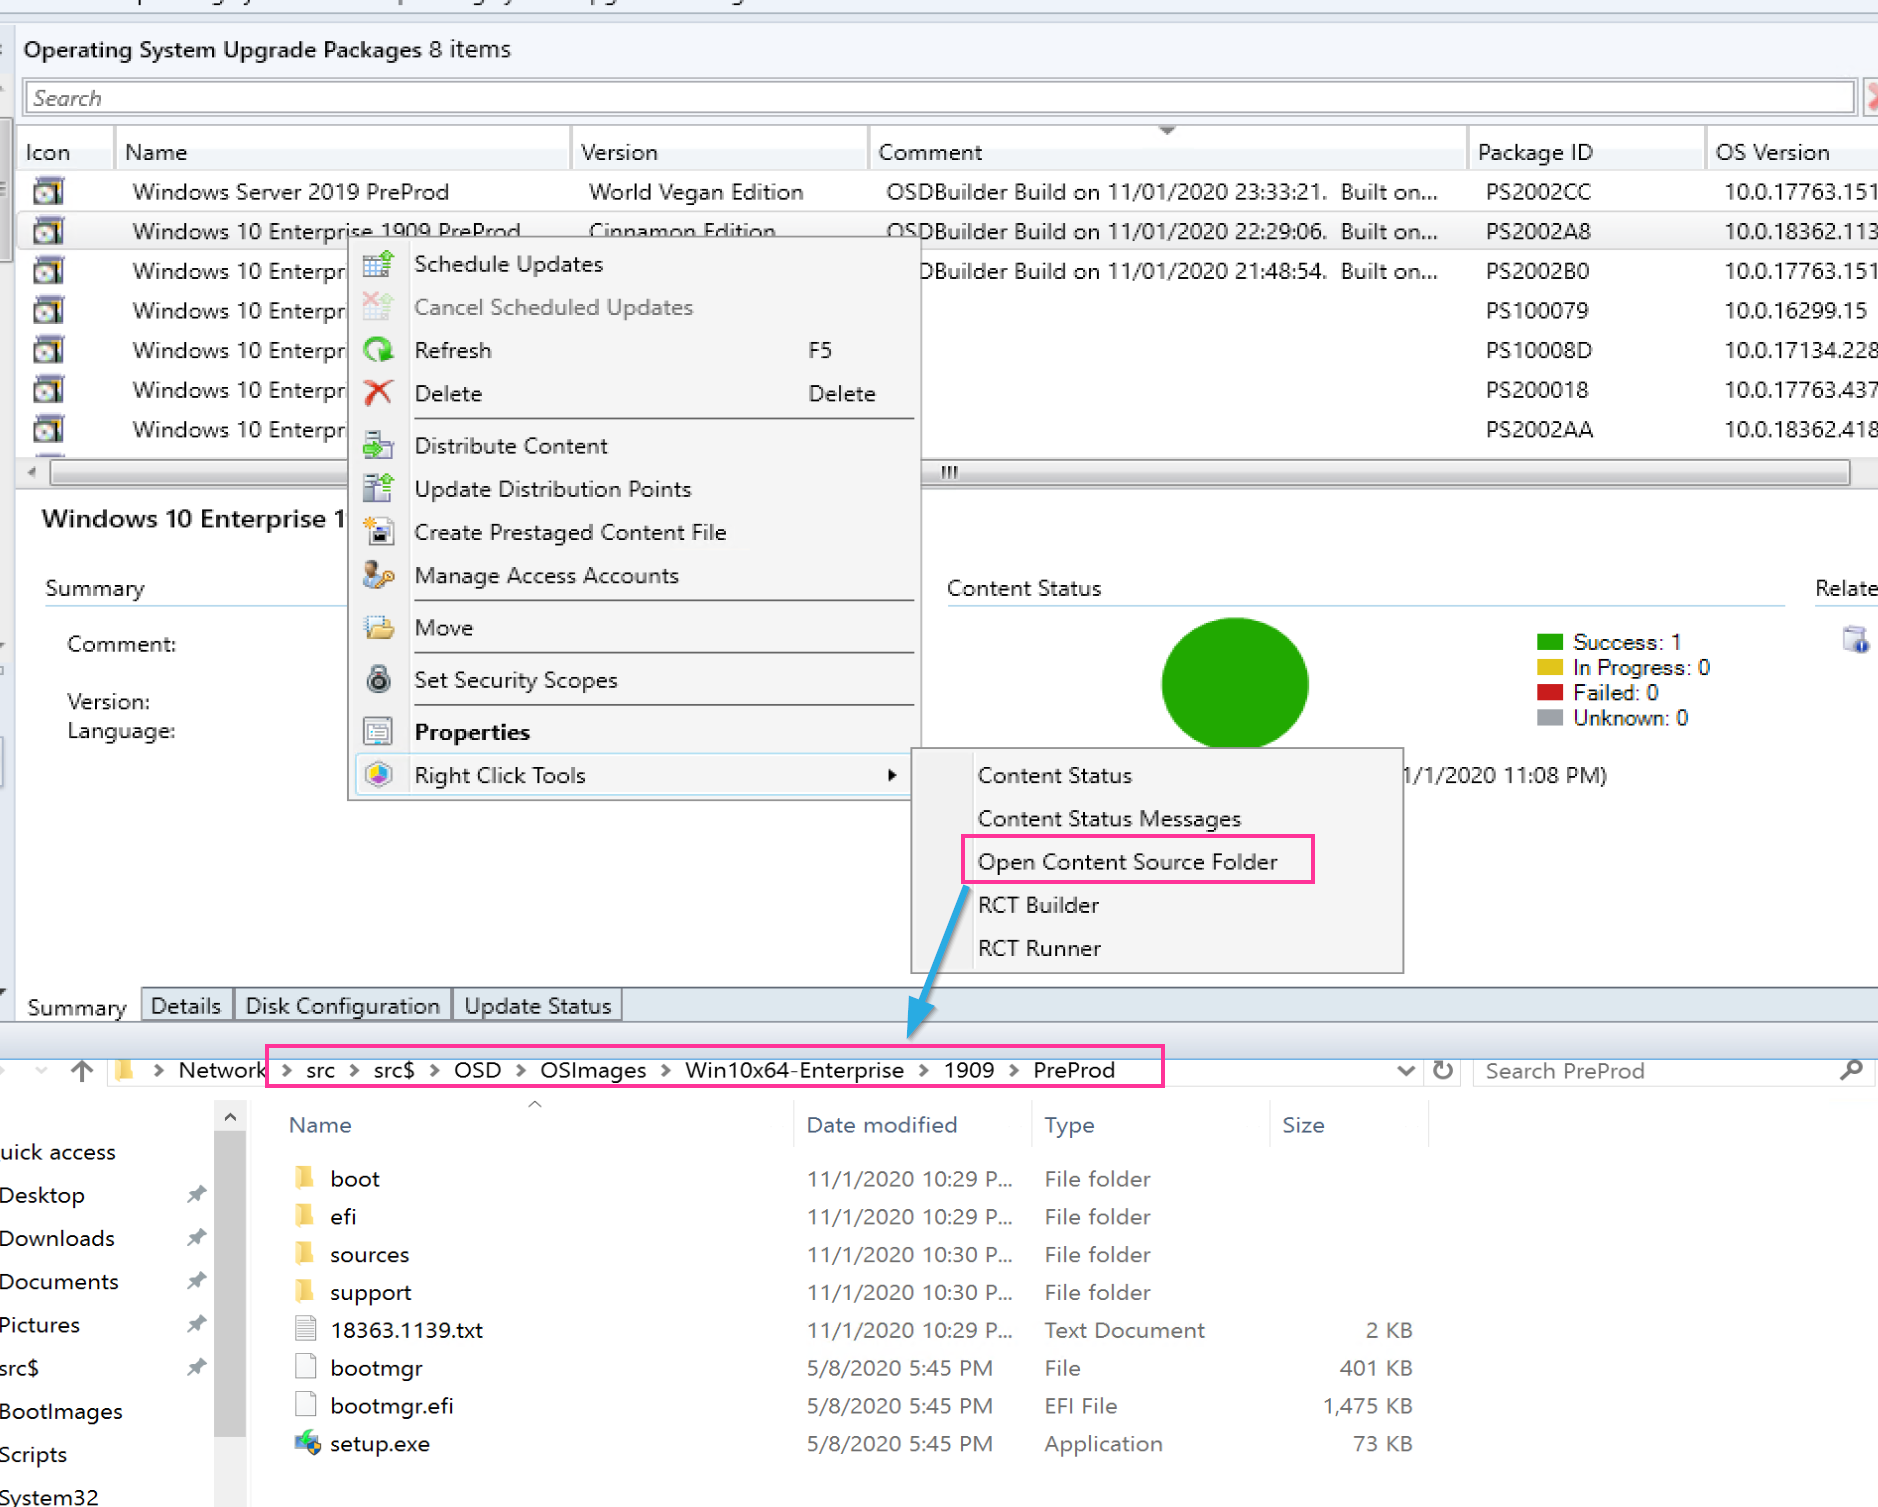 Operating System Upgrade Packages 8 items
Search
Icon Name Version Comment Package ID OS Version
Windows Server 2019 PreProd World Vegan Edition OSDBuilder Build on 11/01/2020 23:33:21. Built on... PS2002CC 10.0.17763.151
Windows 10 Enterprise 1909 PreProd Cinnamon Edition OSDBuilder Build on 11/01/2020 22:29:06. Built on... PS2002A8 10.0.18362.113
Windows 10 Enterpri DBuilder Build on 11/01/2020 21:48:54. Built on... PS2002B0 10.0.17763.151
Windows 10 Enterpri PS100079 10.0.16299.15
Windows 10 Enterpri PS10008D 10.0.17134.228
Windows 10 Enterpri PS200018 10.0.17763.437
Windows 10 Enterpri PS2002AA 10.0.18362.418
Schedule Updates
Cancel Scheduled Updates
Refresh F5
Delete Delete
Distribute Content
Update Distribution Points
Create Prestaged Content File
Manage Access Accounts
Move
Set Security Scopes
Properties
Right Click Tools
Content Status
Content Status Messages
Open Content Source Folder
RCT Builder
RCT Runner
Windows 10 Enterprise 1
Summary
Comment:
Version:
Language:
Content Status
Success: 1
In Progress: 0
Failed: 0
Unknown: 0
1/1/2020 11:08 PM)
Relate
Summary Details Disk Configuration Update Status
Network > src > src$ > OSD > OSImages > Win10x64-Enterprise > 1909 > PreProd
Search PreProd
Name Date modified Type Size
uick access
Desktop
Downloads
Documents
Pictures
src$
BootImages
Scripts
System32
boot 11/1/2020 10:29 P... File folder
efi 11/1/2020 10:29 P... File folder
sources 11/1/2020 10:30 P... File folder
support 11/1/2020 10:30 P... File folder
18363.1139.txt 11/1/2020 10:29 P... Text Document 2 KB
bootmgr 5/8/2020 5:45 PM File 401 KB
bootmgr.efi 5/8/2020 5:45 PM EFI File 1,475 KB
setup.exe 5/8/2020 5:45 PM Application 73 KB